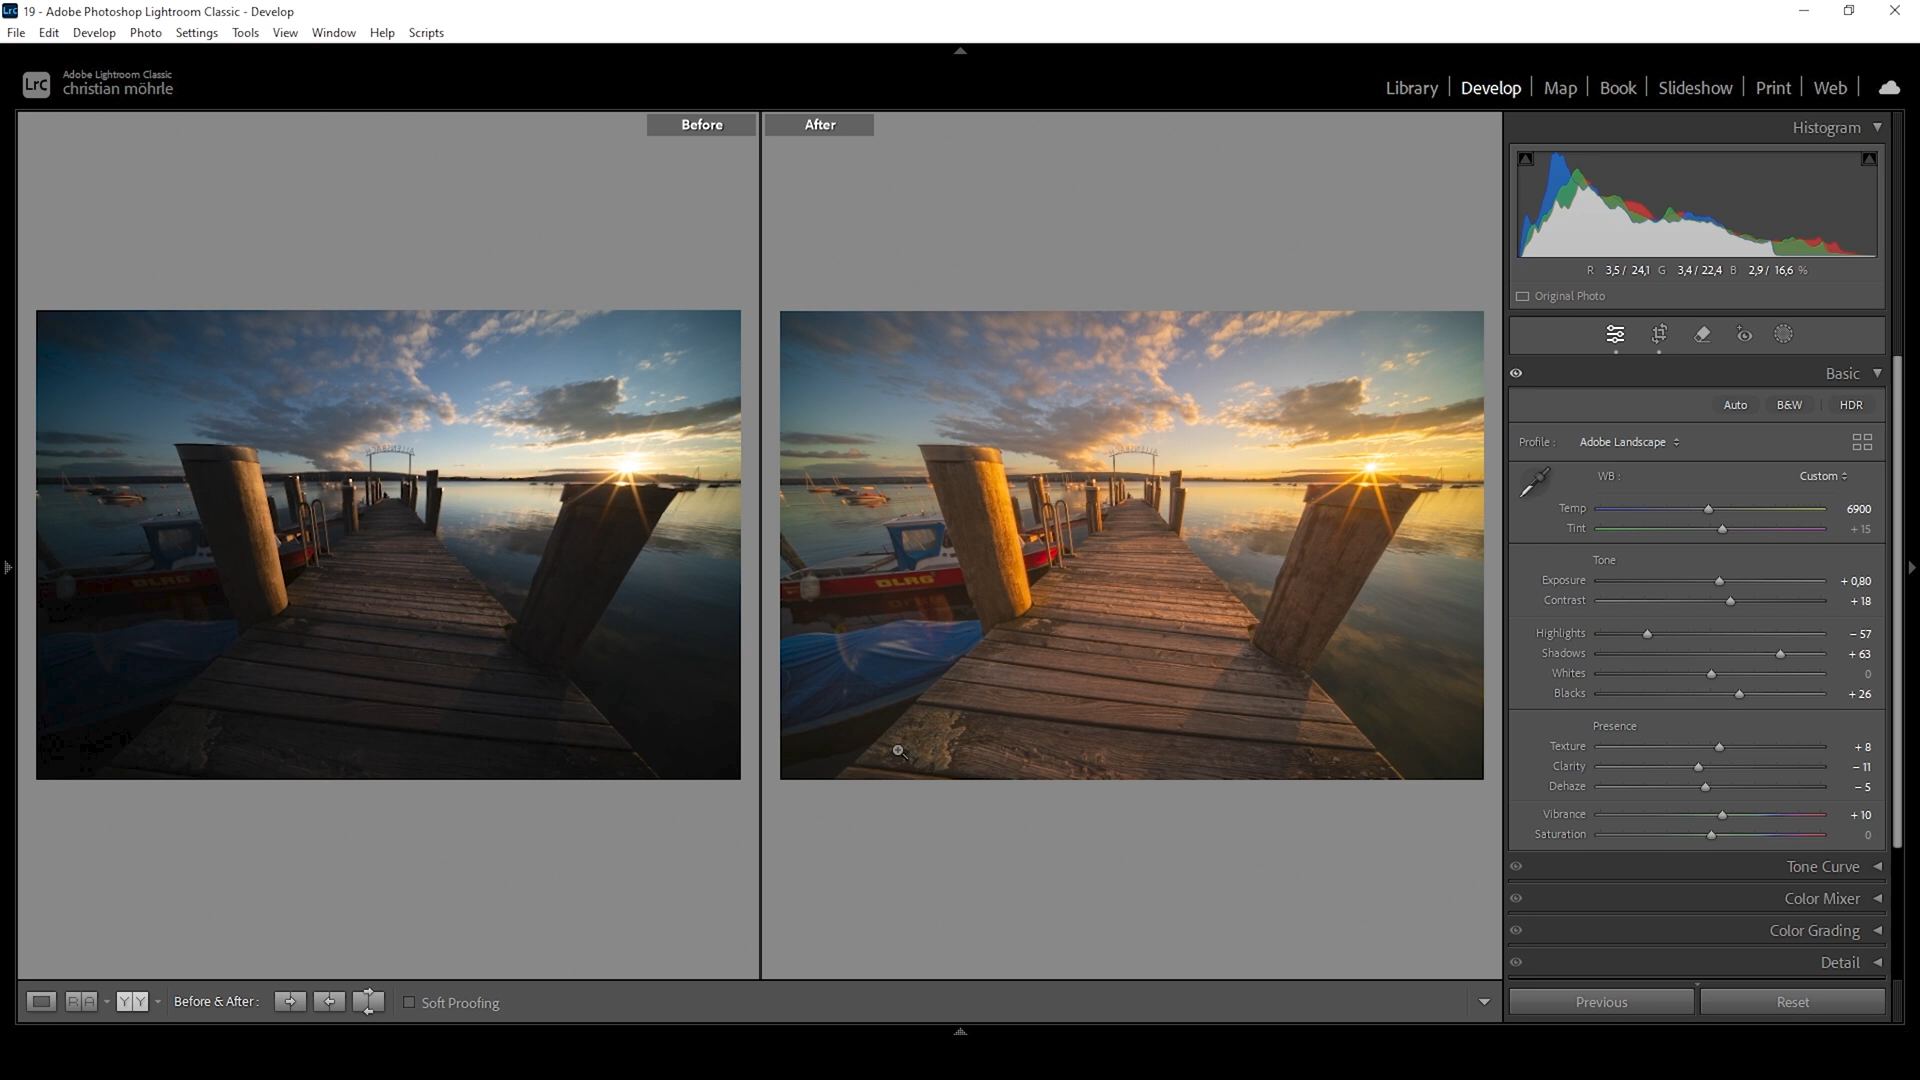 Lrc 19 - Adobe Photoshop Lightroom Classic - Develop
File Edit Develop Photo Settings Tools View Window Help Scripts
LrC Adobe Lightroom Classic
christian möhrle
Library Develop Map Book Slideshow Print Web
Before After
Histogram
R 3,5 / 24,1 G 3,4 / 22,4 B 2,9 / 16,6 %
Original Photo
Basic
Auto B&W HDR
Profile : Adobe Landscape
WB : Custom
Temp 6900
Tint + 15
Tone
Exposure + 0,80
Contrast + 18
Highlights – 57
Shadows + 63
Whites 0
Blacks + 26
Presence
Texture + 8
Clarity – 11
Dehaze – 5
Vibrance + 10
Saturation 0
Tone Curve
Color Mixer
Color Grading
Detail
DLRG
DLRG
R A Y Y Before & After : Soft Proofing
Previous Reset